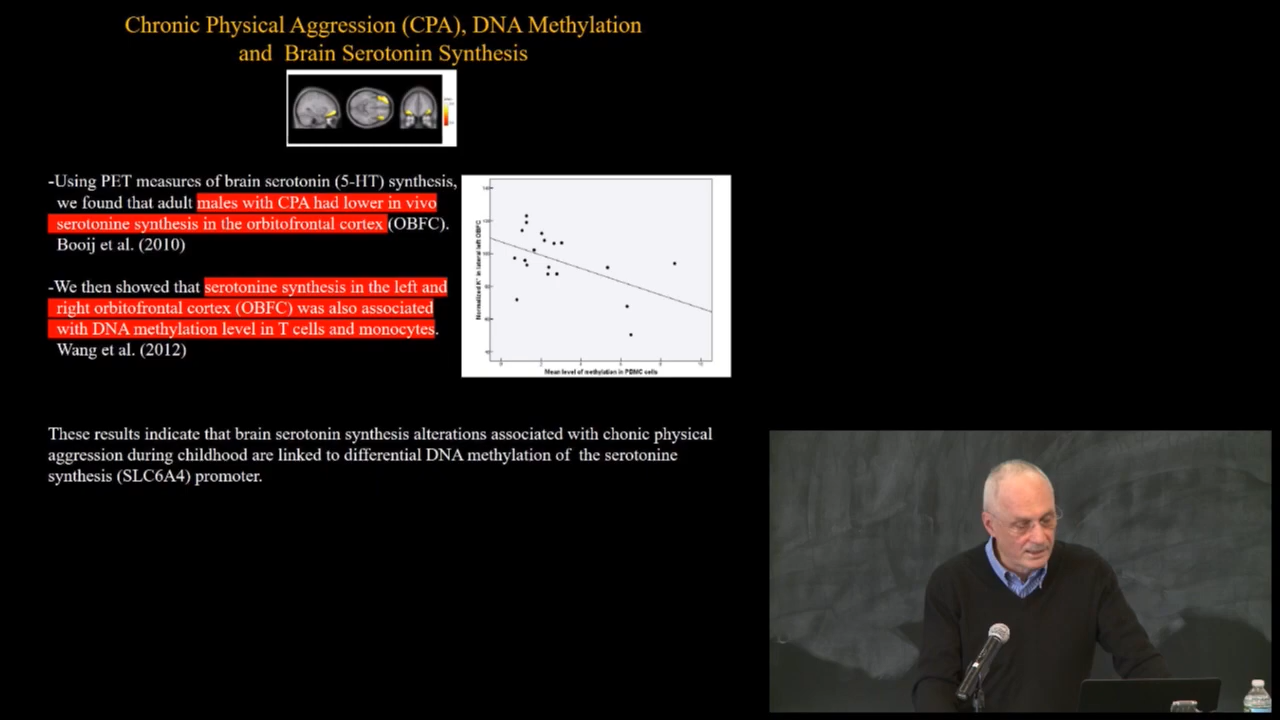 Chronic Physical Aggression (CPA), DNA Methylation
and Brain Serotonin Synthesis
-Using PET measures of brain serotonin (5-HT) synthesis,
we found that adult males with CPA had lower in vivo
serotonine synthesis in the orbitofrontal cortex (OBFC).
Booij et al. (2010)
-We then showed that serotonine synthesis in the left and
right orbitofrontal cortex (OBFC) was also associated
with DNA methylation level in T cells and monocytes.
Wang et al. (2012)
Normalized K* in lateral left OBFC
Mean level of methylation in PBMC cells
These results indicate that brain serotonin synthesis alterations associated with chonic physical
aggression during childhood are linked to differential DNA methylation of the serotonine
synthesis (SLC6A4) promoter.